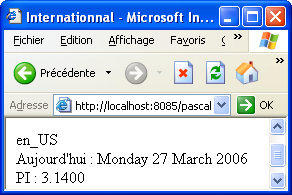 Internationnal - Microsoft In...
Fichier Edition Affichage Favoris
Précédente
Adresse http://localhost:8085/pascal OK
en_US
Aujourd'hui : Monday 27 March 2006
PI : 3.1400